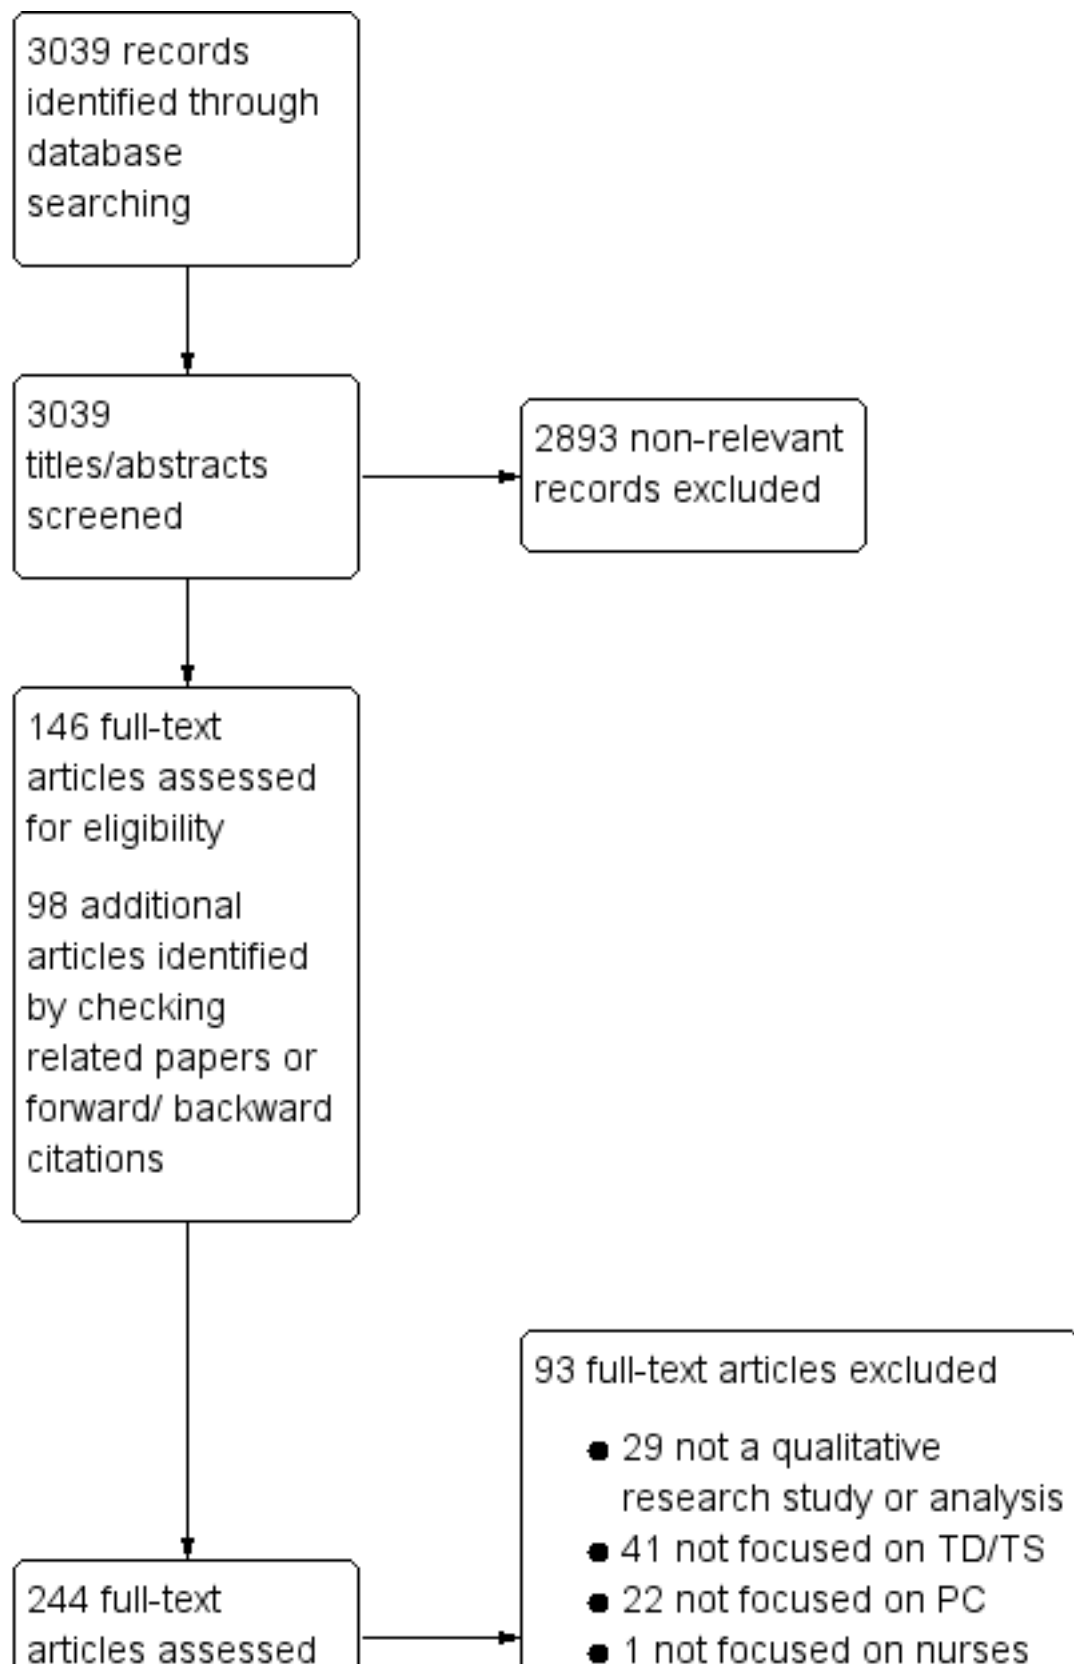 3039 records
identified through
database
searching
3039
titles/abstracts
screened
2893 non-relevant
records excluded
146 full-text
articles assessed
for eligibility
98 additional
articles identified
by checking
related papers or
forward/ backward
citations
93 full-text articles excluded
● 29 not a qualitative
research study or analysis
● 41 not focused on TD/TS
● 22 not focused on PC
● 1 not focused on nurses
244 full-text
articles assessed